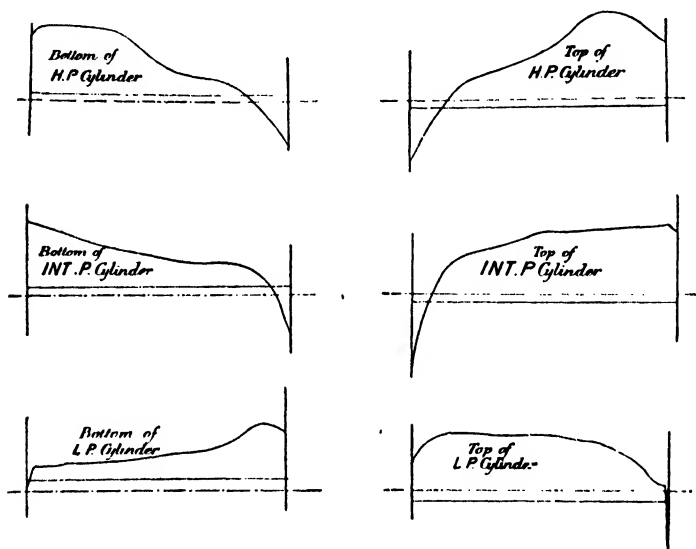 Bottom of
H.P. Cylinder
Top of
H.P. Cylinder
Bottom of
INT.P. Cylinder
Top of
INT.P Cylinder
Bottom of
L P. Cylinder
Top of
L P. Cylinder